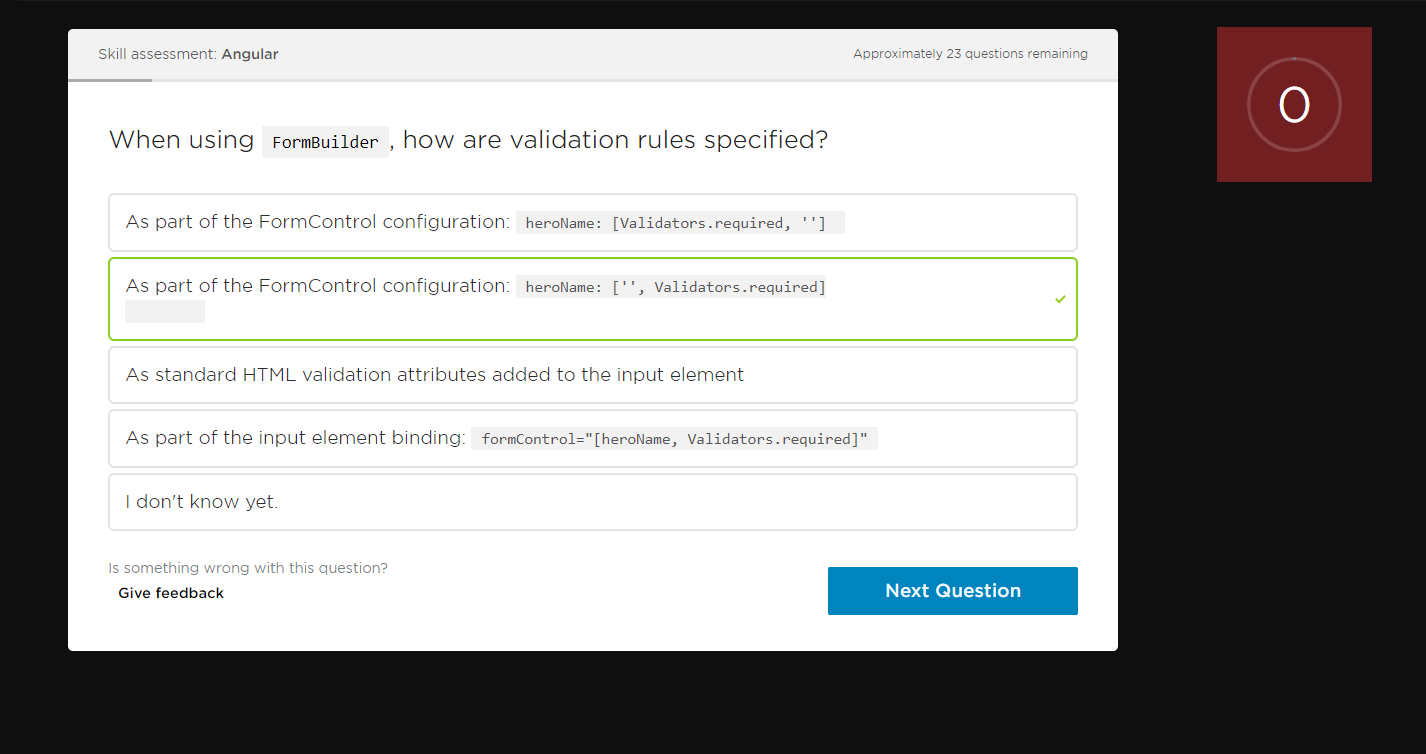 Skill assessment: Angular
Approximately 23 questions remaining
0
When using FormBuilder, how are validation rules specified?
As part of the FormControl configuration: heroName: [Validators.required, '']
As part of the FormControl configuration: heroName: ['', Validators.required]
As standard HTML validation attributes added to the input element
As part of the input element binding: formControl="[heroName, Validators.required]"
I don't know yet.
Is something wrong with this question?
Give feedback
Next Question